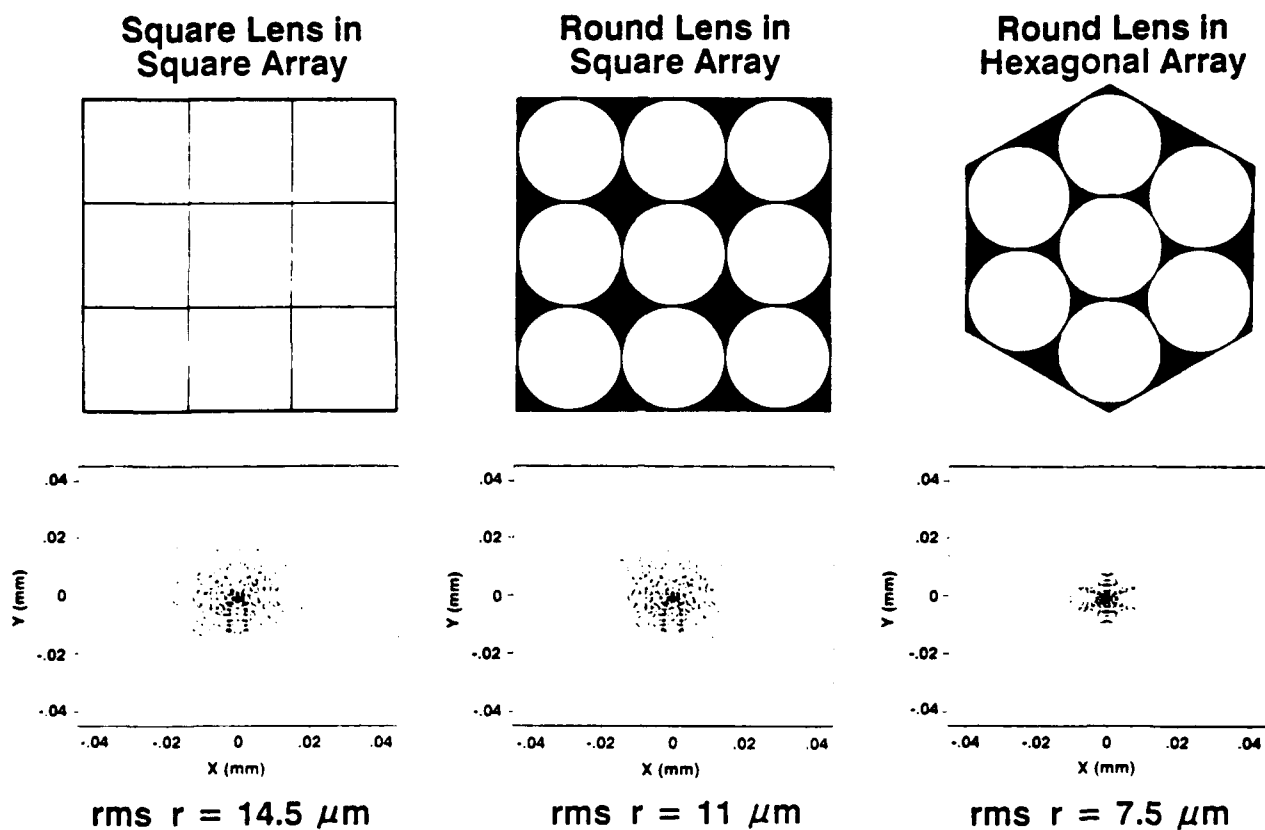 Square Lens in
Square Array
Round Lens in
Square Array
Round Lens in
Hexagonal Array
.04
.02
0
-.02
-.04
Y (mm)
-.04 -.02 0 .02 .04
X (mm)
rms r = 14.5 μm
.04
.02
0
-.02
-.04
Y (mm)
-.04 -.02 0 .02 .04
X (mm)
rms r = 11 μm
.04
.02
0
-.02
-.04
Y (mm)
-.04 -.02 0 .02 .04
X (mm)
rms r = 7.5 μm